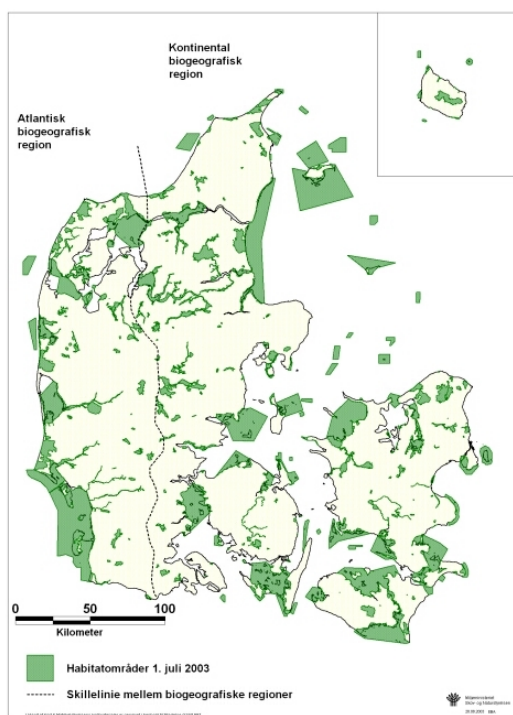 Kontinental
biogeografisk
region
Atlantisk
biogeografisk
region
0 50 100
Kilometer
Habitatområder 1. juli 2003
Skillelinie mellem biogeografiske regioner